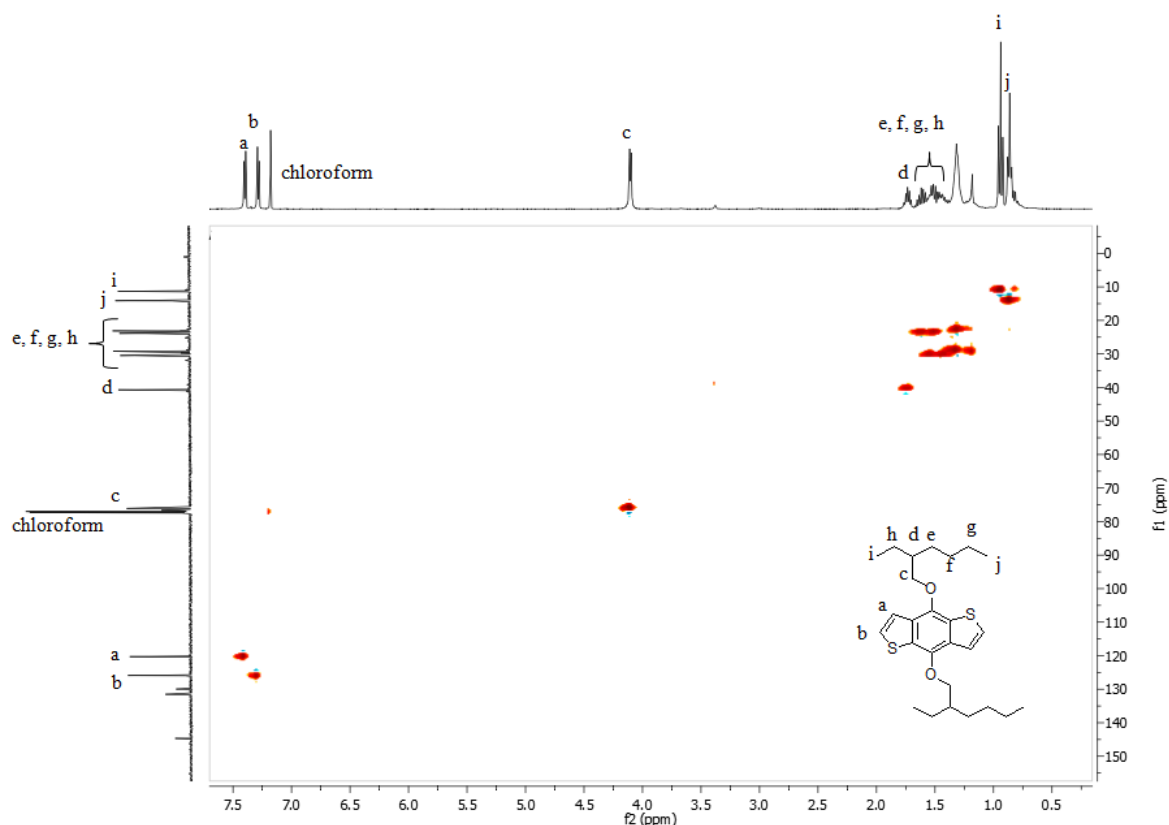 i
j
b
a
chloroform
c
e, f, g, h
d
i
j
e, f, g, h
d
c
chloroform
a
b
0
10
20
30
40
50
60
70
80
90
100
110
120
130
140
150
f1 (ppm)
h d e g
i f j
c
O
a S
b
S
O
7.5 7.0 6.5 6.0 5.5 5.0 4.5 4.0 3.5 3.0 2.5 2.0 1.5 1.0 0.5
f2 (ppm)